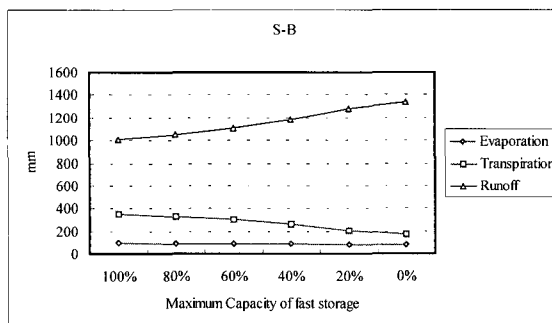 S-B
1600
1400
1200
1000
800
600
400
200
0
mm
100% 80% 60% 40% 20% 0%
Maximum Capacity of fast storage
Evaporation
Transpiration
Runoff